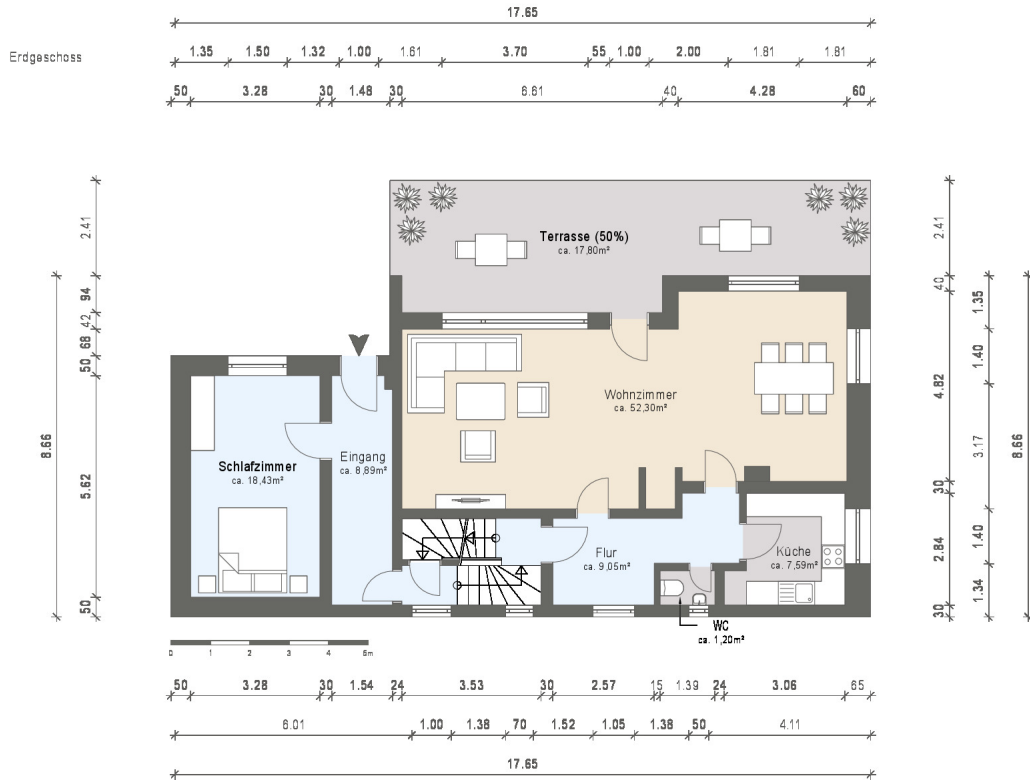 17.65
Erdgeschoss
1.35 1.50 1.32 1.00 1.61 3.70 55 1.00 2.00 1.81 1.81
50 3.28 30 1.48 30 6.61 40 4.28 60
2.41
94
42
68
50
8.66
5.62
50
Terrasse (50%)
ca. 17,80m²
Wohnzimmer
ca. 52,30m²
Schlafzimmer
ca. 18,43m²
Eingang
ca. 8,89m²
Flur
ca. 9,05m²
Küche
ca. 7,59m²
WC
ca. 1,20m²
2.41
40
4.82
30
2.84
30
1.35
1.40
3.17
1.40
1.34
8.66
0 1 2 3 4 5m
50 3.28 30 1.54 24 3.53 30 2.57 15 1.39 24 3.06 65
6.01 1.00 1.38 70 1.52 1.05 1.38 50 4.11
17.65